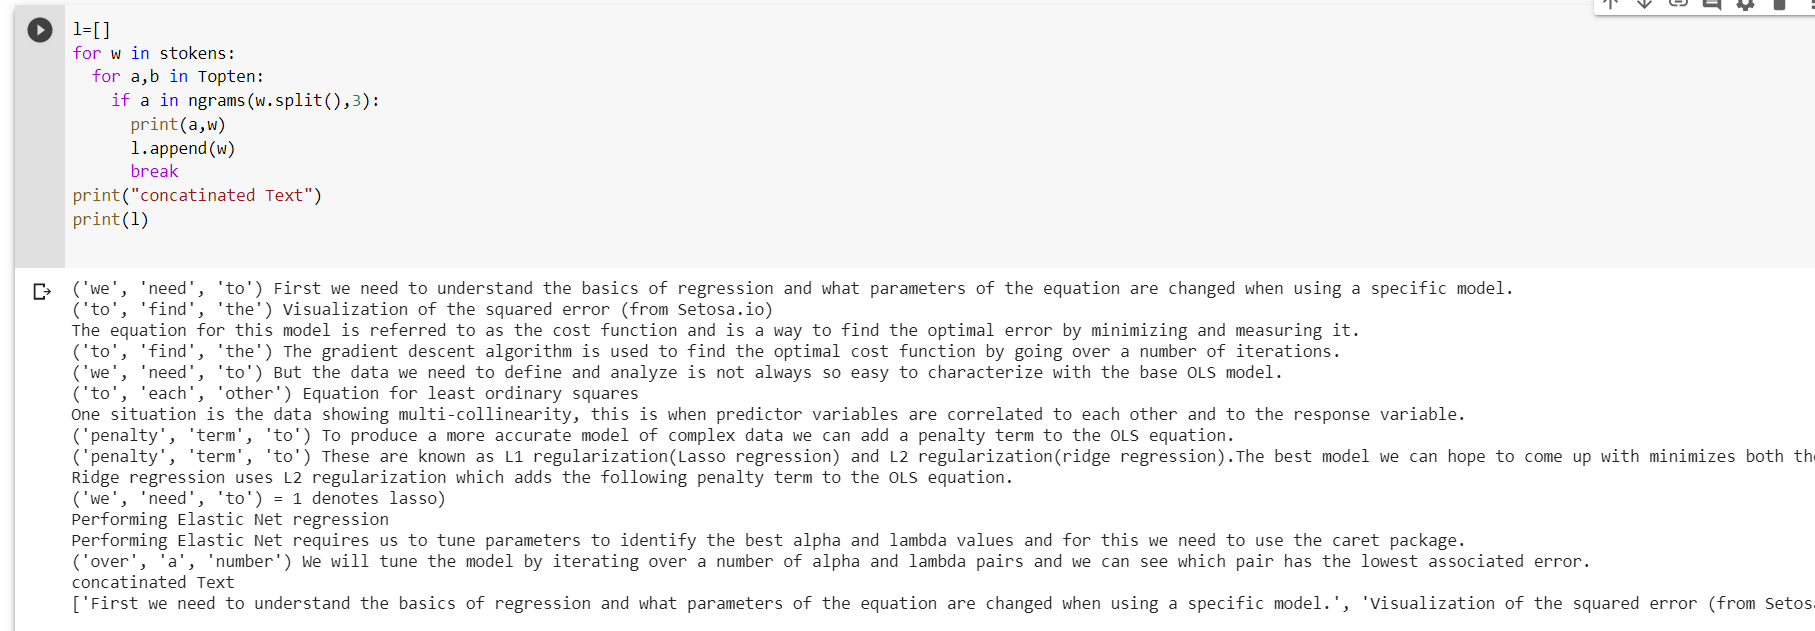 l=[]
for w in stokens:
  for a,b in Topten:
    if a in ngrams(w.split(),3):
      print(a,w)
      l.append(w)
      break
print("concatinated Text")
print(l)
('we', 'need', 'to') First we need to understand the basics of regression and what parameters of the equation are changed when using a specific model.
('to', 'find', 'the') Visualization of the squared error (from Setosa.io)
The equation for this model is referred to as the cost function and is a way to find the optimal error by minimizing and measuring it.
('to', 'find', 'the') The gradient descent algorithm is used to find the optimal cost function by going over a number of iterations.
('we', 'need', 'to') But the data we need to define and analyze is not always so easy to characterize with the base OLS model.
('to', 'each', 'other') Equation for least ordinary squares
One situation is the data showing multi-collinearity, this is when predictor variables are correlated to each other and to the response variable.
('penalty', 'term', 'to') To produce a more accurate model of complex data we can add a penalty term to the OLS equation.
('penalty', 'term', 'to') These are known as L1 regularization(Lasso regression) and L2 regularization(ridge regression).The best model we can hope to come up with minimizes both the
Ridge regression uses L2 regularization which adds the following penalty term to the OLS equation.
('we', 'need', 'to') = 1 denotes lasso)
Performing Elastic Net regression
Performing Elastic Net requires us to tune parameters to identify the best alpha and lambda values and for this we need to use the caret package.
('over', 'a', 'number') We will tune the model by iterating over a number of alpha and lambda pairs and we can see which pair has the lowest associated error.
concatinated Text
['First we need to understand the basics of regression and what parameters of the equation are changed when using a specific model.', 'Visualization of the squared error (from Setos